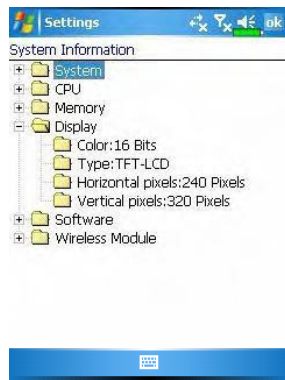 Settings
ok
System Information
System
CPU
Memory
Display
Color:16 Bits
Type:TFT-LCD
Horizontal pixels:240 Pixels
Vertical pixels:320 Pixels
Software
Wireless Module